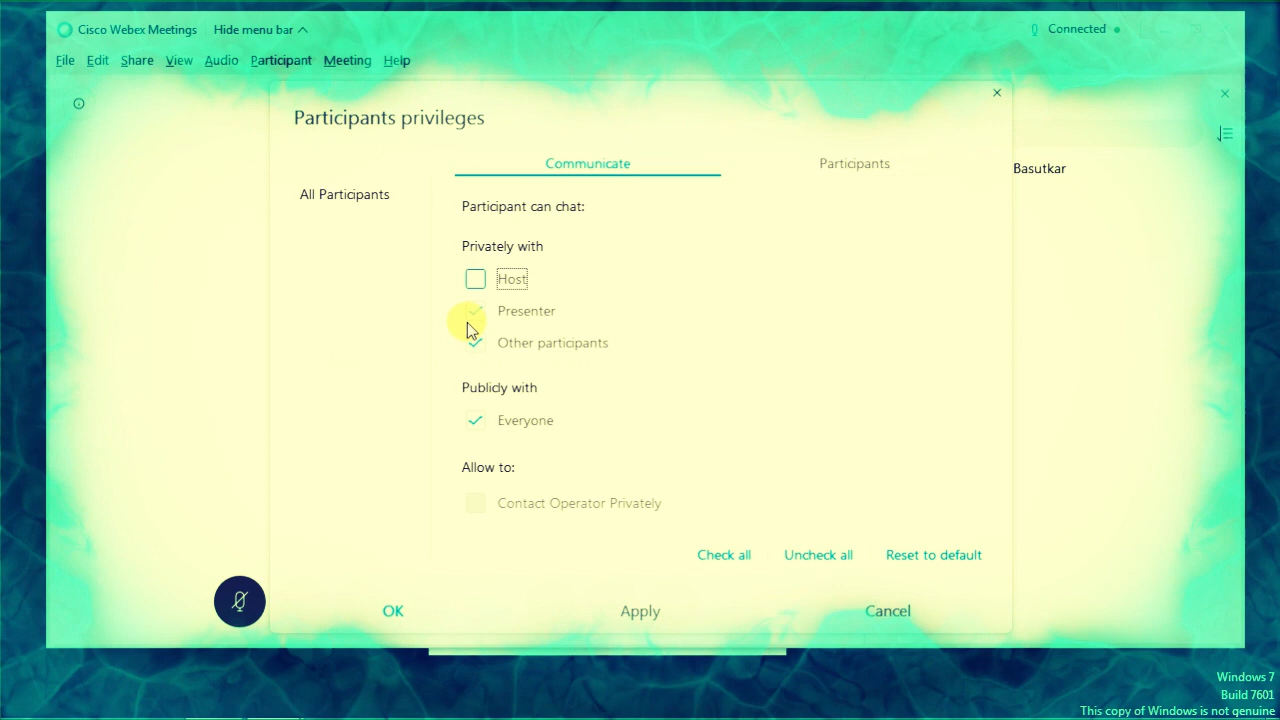 Cisco Webex Meetings Hide menu bar Connected
File Edit Share View Audio Participant Meeting Help
Participants privileges
Communicate Participants
Basutkar
All Participants
Participant can chat:
Privately with
Host
Presenter
Other participants
Publicly with
Everyone
Allow to:
Contact Operator Privately
Check all Uncheck all Reset to default
OK Apply Cancel
Windows 7
Build 7601
This copy of Windows is not genuine